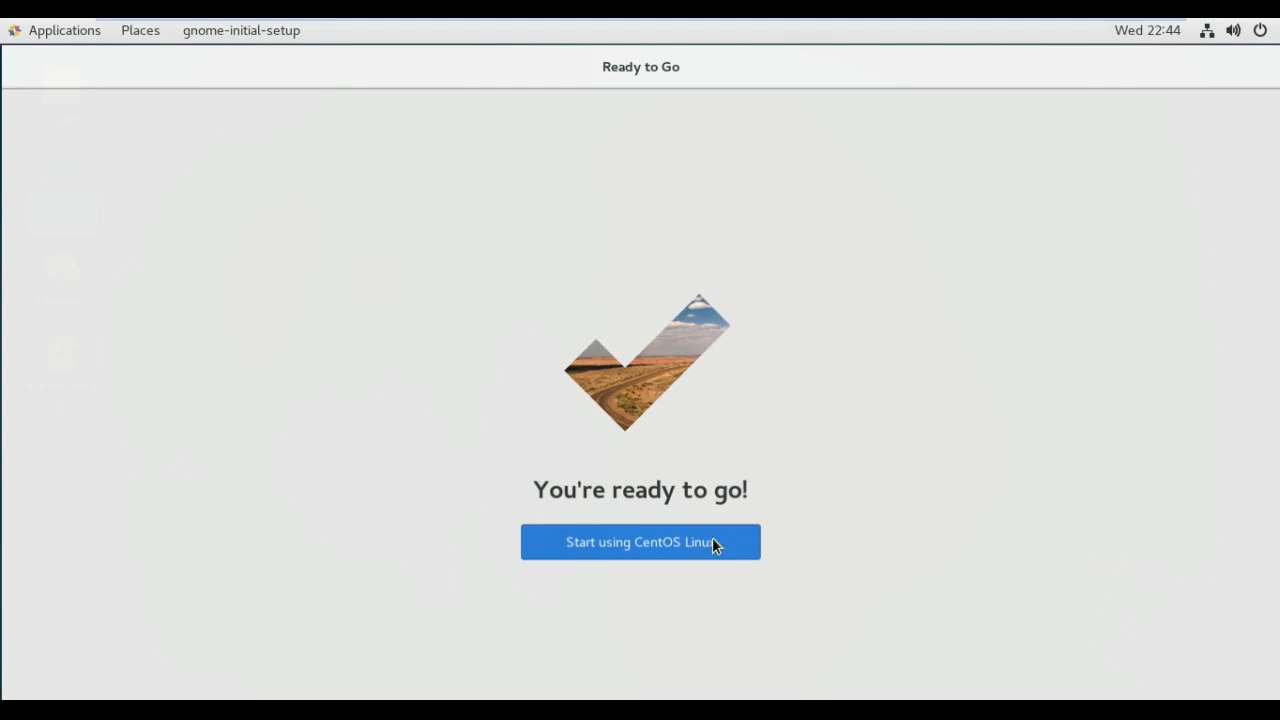 Applications Places gnome-initial-setup Wed 22:44
Ready to Go
You're ready to go!
Start using CentOS Linux